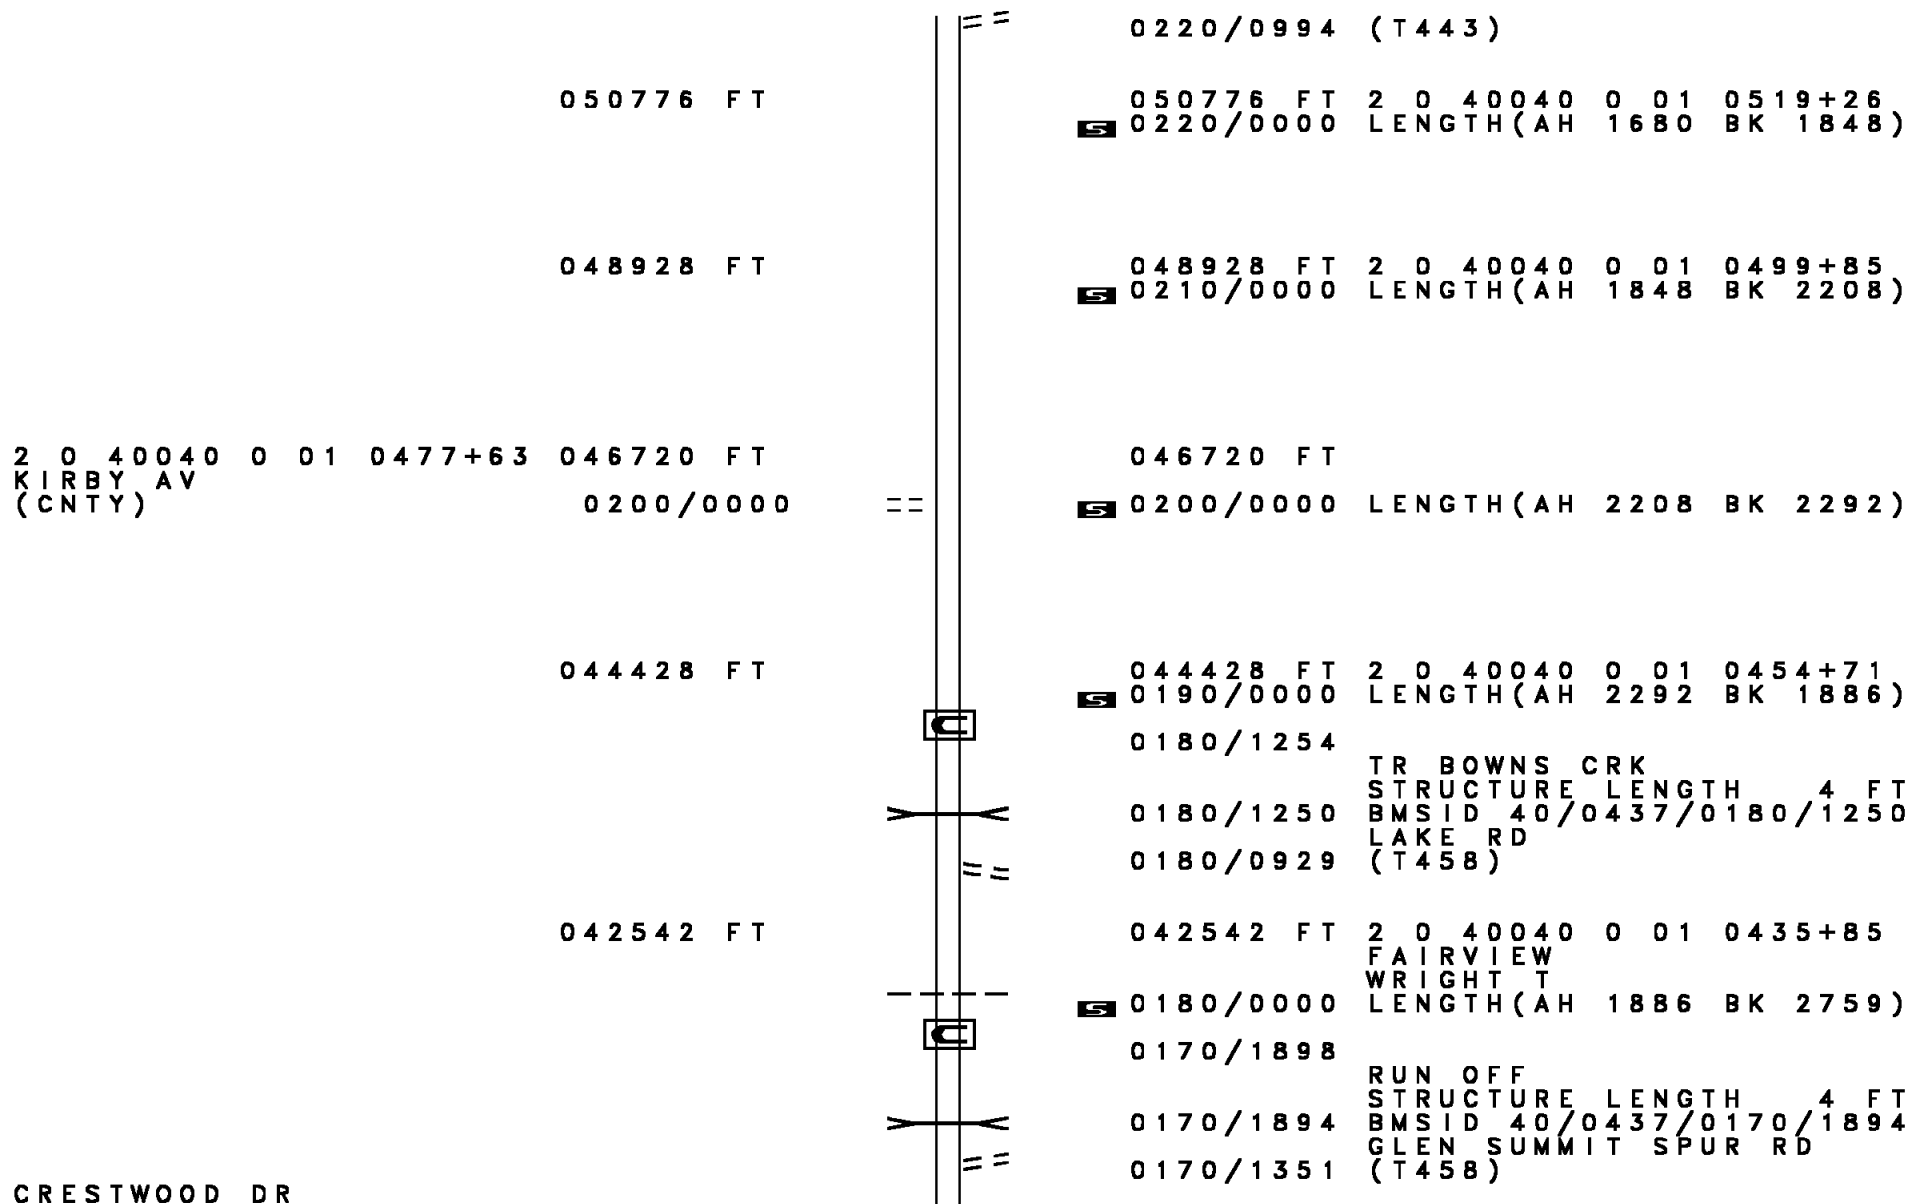 0220/0994 (T443)
050776 FT 050776 FT 2 0 40040 0 01 0519+26
S 0220/0000 LENGTH(AH 1680 BK 1848)
048928 FT 048928 FT 2 0 40040 0 01 0499+85
S 0210/0000 LENGTH(AH 1848 BK 2208)
2 0 40040 0 01 0477+63 046720 FT 046720 FT
KIRBY AV
(CNTY) 0200/0000 S 0200/0000 LENGTH(AH 2208 BK 2292)
044428 FT 044428 FT 2 0 40040 0 01 0454+71
S 0190/0000 LENGTH(AH 2292 BK 1886)
C
0180/1254
TR BOWNS CRK
STRUCTURE LENGTH 4 FT
0180/1250 BMSID 40/0437/0180/1250
LAKE RD
0180/0929 (T458)
042542 FT 042542 FT 2 0 40040 0 01 0435+85
FAIRVIEW
WRIGHT T
S 0180/0000 LENGTH(AH 1886 BK 2759)
C
0170/1898
RUN OFF
STRUCTURE LENGTH 4 FT
0170/1894 BMSID 40/0437/0170/1894
GLEN SUMMIT SPUR RD
0170/1351 (T458)
CRESTWOOD DR